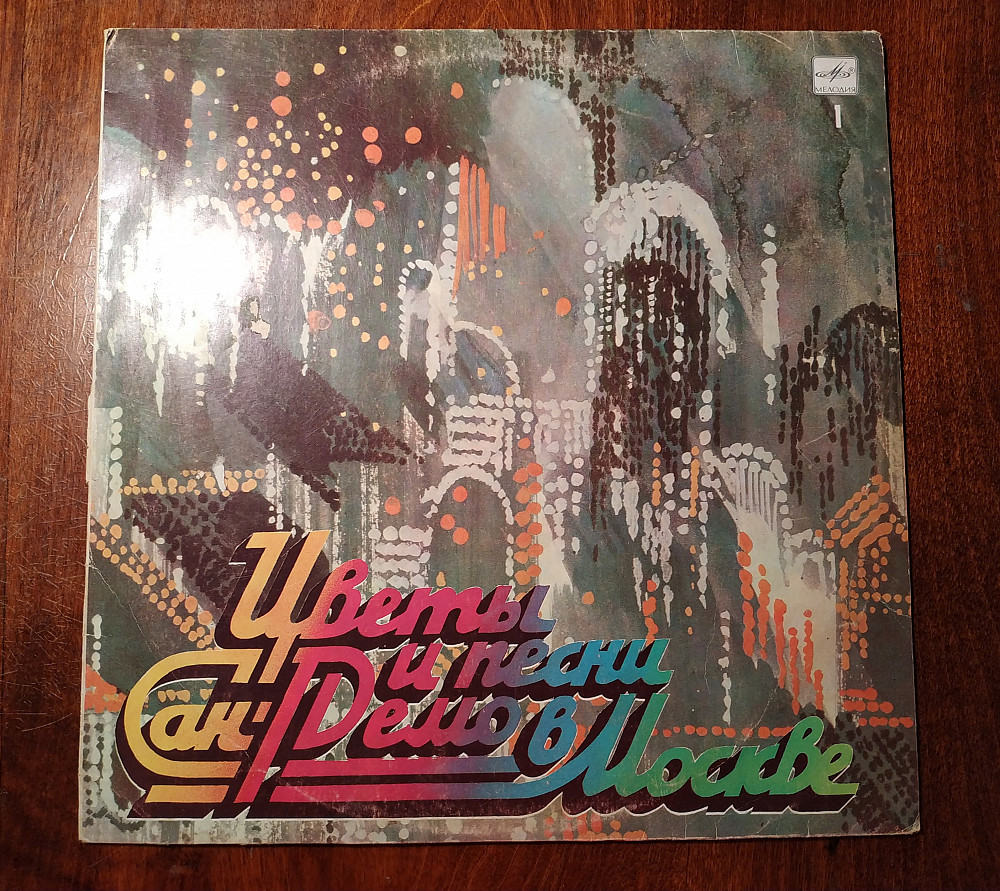 МЕЛОДИЯ
1
Цветы
и песни
Сан-Ремо в Москве